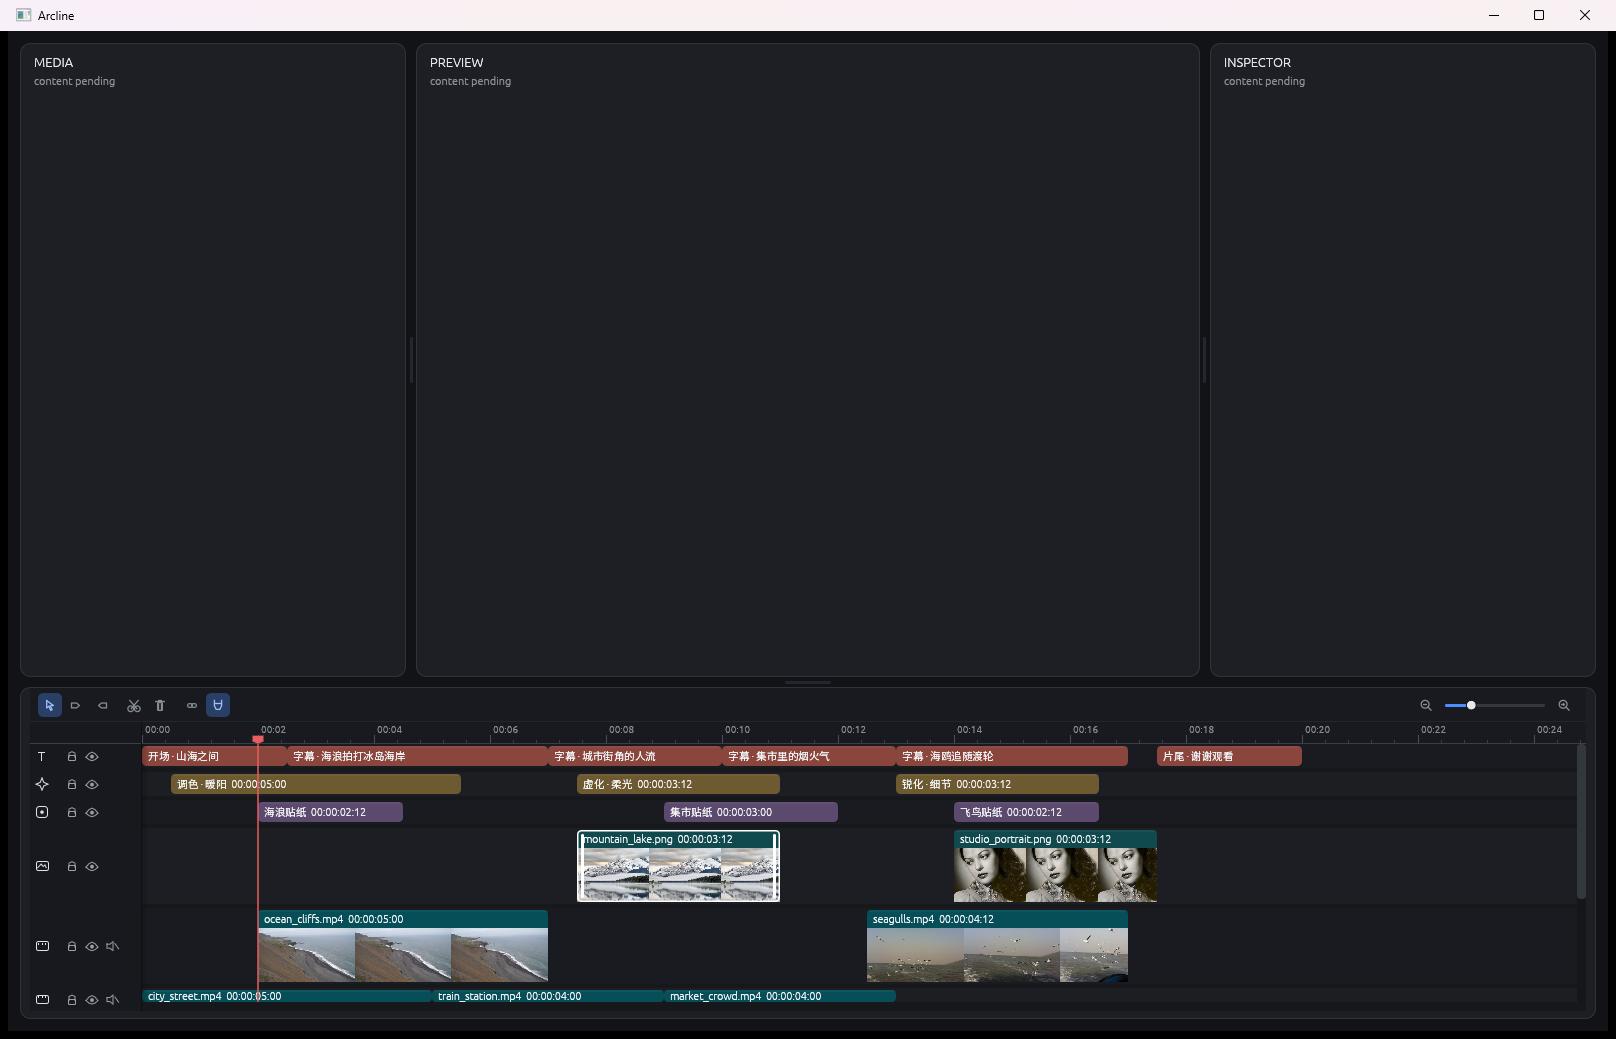 Arcline
MEDIA
content pending
PREVIEW
content pending
INSPECTOR
content pending
00:00 00:02 00:04 00:06 00:08 00:10 00:12 00:14 00:16 00:18 00:20 00:22 00:24
T 开场·山海之间 字幕·海浪拍打冰岛海岸 字幕·城市街角的人流 字幕·集市里的烟火气 字幕·海鸥追随渡轮 片尾·谢谢观看
调色·暖阳 00:00:05:00 虚化·柔光 00:00:03:12 锐化·细节 00:00:03:12
海浪贴纸 00:00:02:12 集市贴纸 00:00:03:00 飞鸟贴纸 00:00:02:12
mountain_lake.png 00:00:03:12 studio_portrait.png 00:00:03:12
ocean_cliffs.mp4 00:00:05:00 seagulls.mp4 00:00:04:12
city_street.mp4 00:00:05:00 train_station.mp4 00:00:04:00 market_crowd.mp4 00:00:04:00